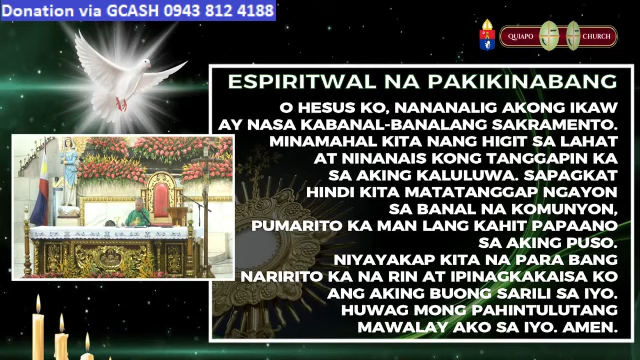 Donation via GCASH 0943 812 4188
QUIAPO CHURCH
ESPIRITWAL NA PAKIKINABANG
O HESUS KO, NANANALIG AKONG IKAW
AY NASA KABANAL-BANALANG SAKRAMENTO.
MINAMAHAL KITA NANG HIGIT SA LAHAT
AT NINANAIS KONG TANGGAPIN KA
SA AKING KALULUWA. SAPAGKAT
HINDI KITA MATATANGGAP NGAYON
SA BANAL NA KOMUNYON,
PUMARITO KA MAN LANG KAHIT PAPAANO
SA AKING PUSO.
NIYAYAKAP KITA NA PARA BANG
NARIRITO KA NA RIN AT IPINAGKAKAISA KO
ANG AKING BUONG SARILI SA IYO.
HUWAG MONG PAHINTULUTANG
MAWALAY AKO SA IYO. AMEN.